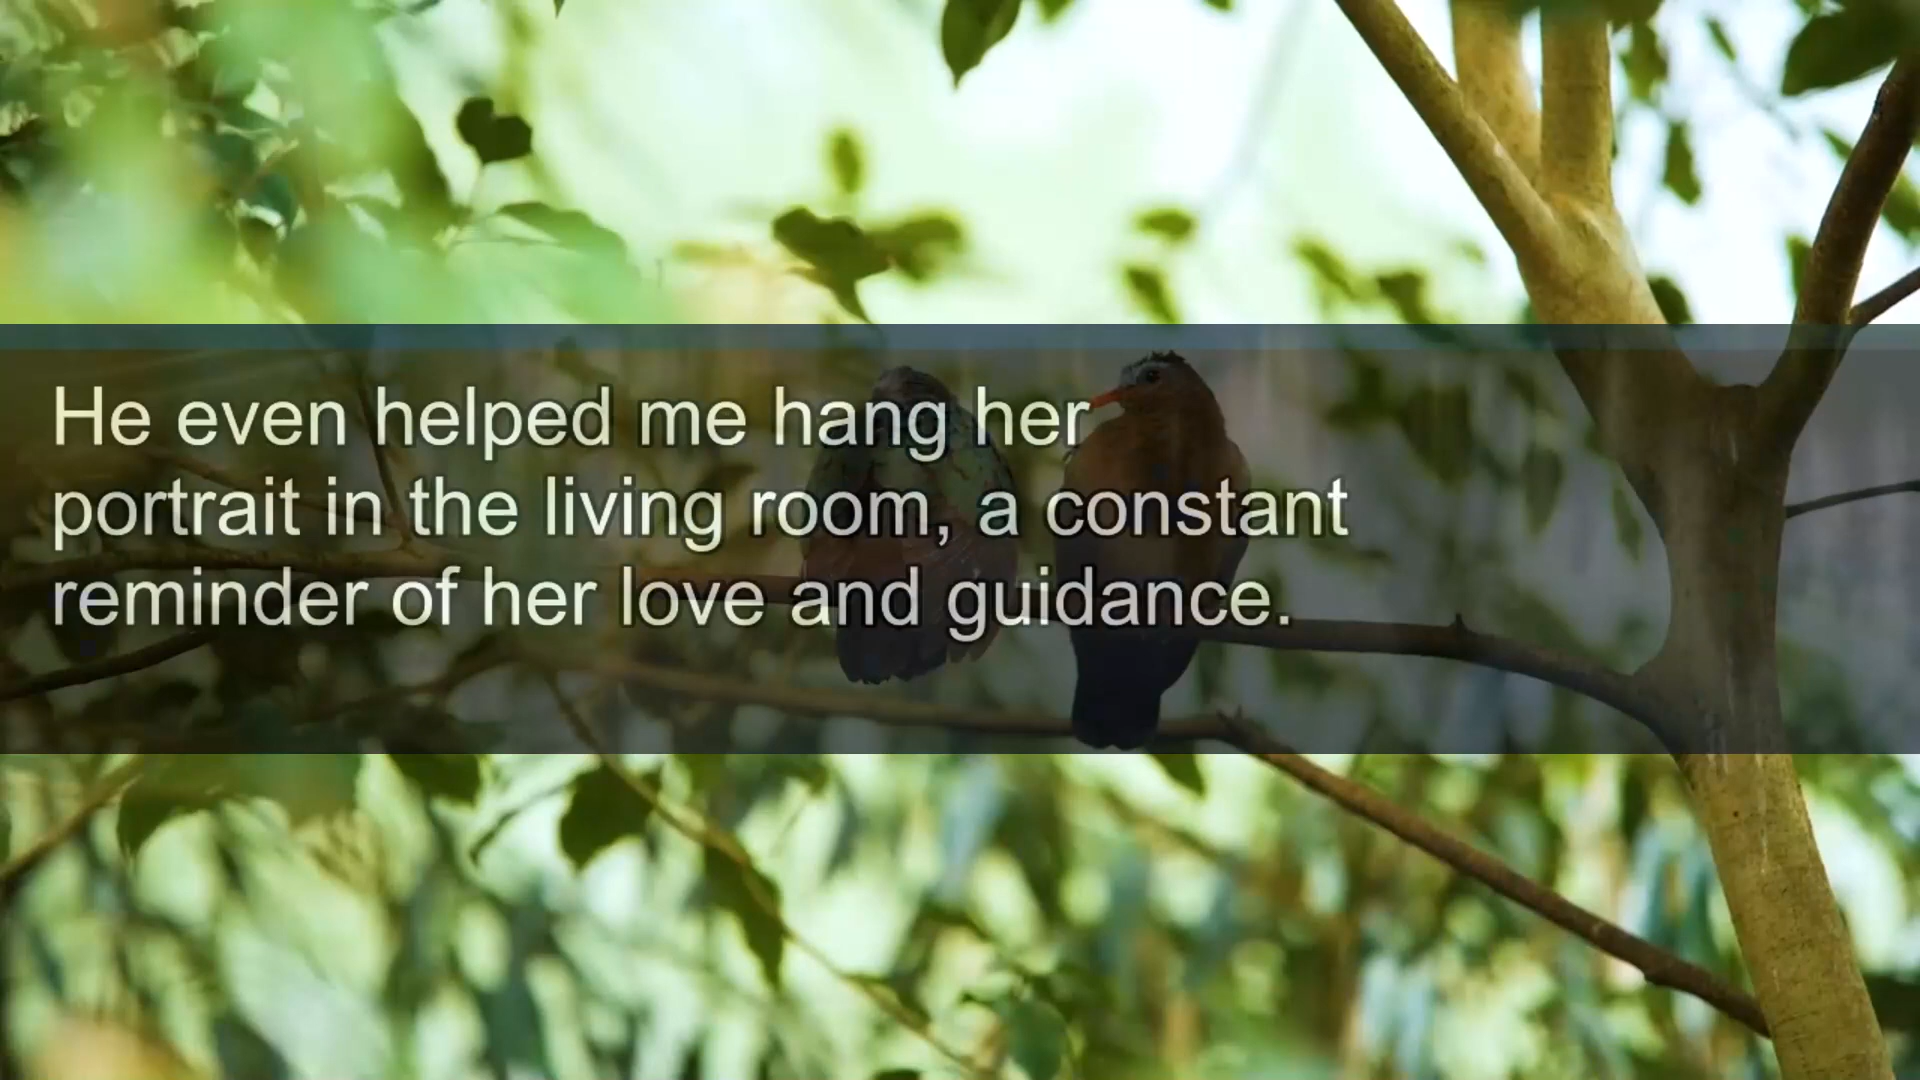 He even helped me hang her
portrait in the living room, a constant
reminder of her love and guidance.